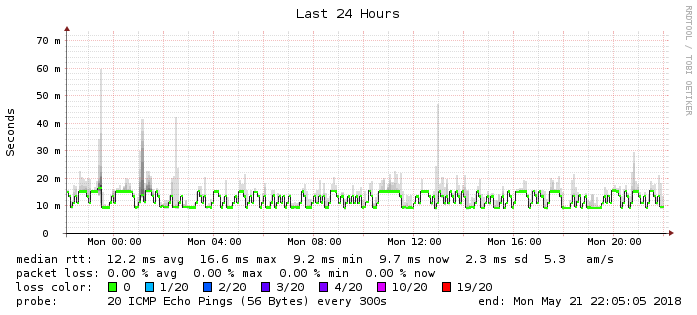 Last 24 Hours
RRDTOOL / TOBI OETIKER
Seconds
70 m
60 m
50 m
40 m
30 m
20 m
10 m
0
Mon 00:00 Mon 04:00 Mon 08:00 Mon 12:00 Mon 16:00 Mon 20:00
median rtt: 12.2 ms avg 16.6 ms max 9.2 ms min 9.7 ms now 2.3 ms sd 5.3 am/s
packet loss: 0.00 % avg 0.00 % max 0.00 % min 0.00 % now
loss color: 0 1/20 2/20 3/20 4/20 10/20 19/20
probe: 20 ICMP Echo Pings (56 Bytes) every 300s end: Mon May 21 22:05:05 2018